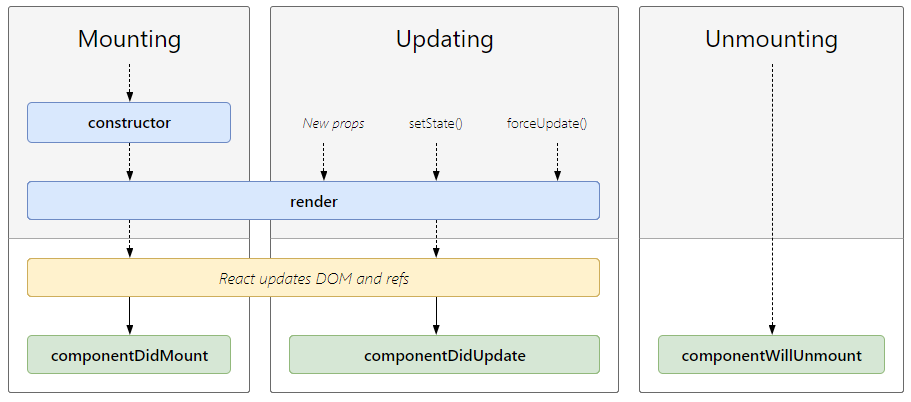 Mounting
Updating
Unmounting
constructor
New props
setState()
forceUpdate()
render
React updates DOM and refs
componentDidMount
componentDidUpdate
componentWillUnmount